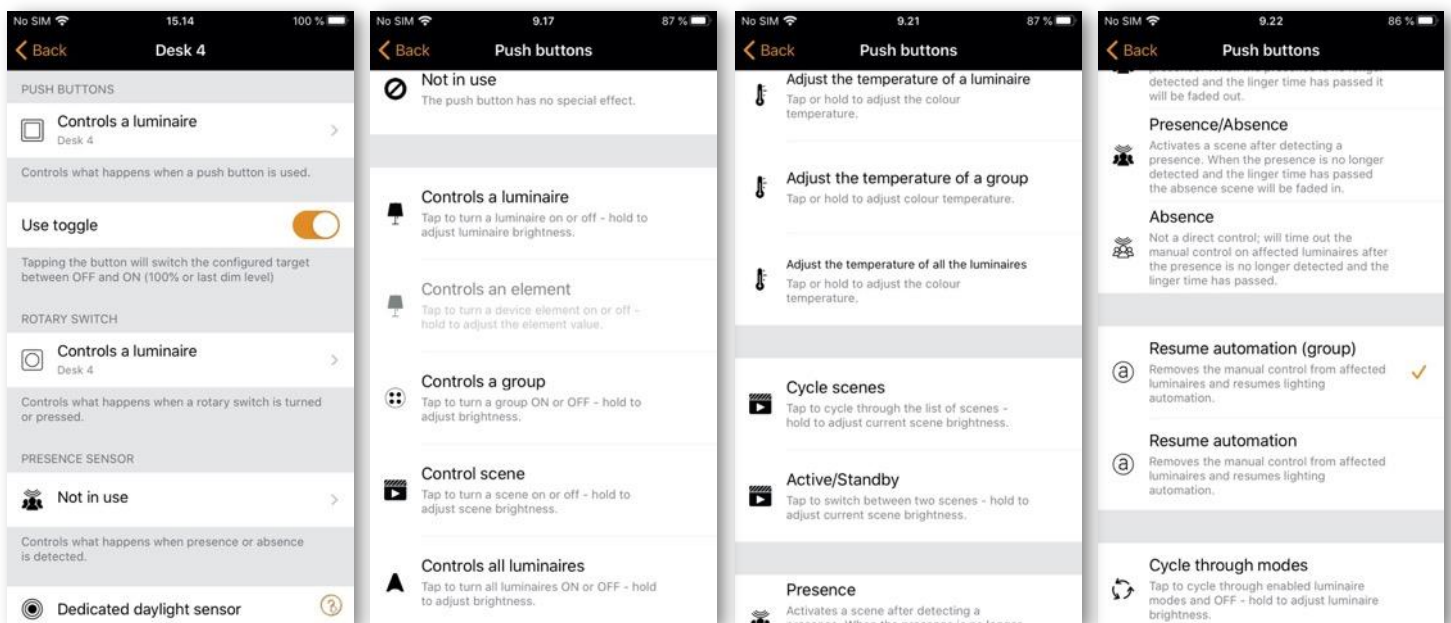 No SIM 15.14 100 %
Back Desk 4
PUSH BUTTONS
Controls a luminaire
Desk 4
Controls what happens when a push button is used.
Use toggle
Tapping the button will switch the configured target
between OFF and ON (100% or last dim level)
ROTARY SWITCH
Controls a luminaire
Desk 4
Controls what happens when a rotary switch is turned
or pressed.
PRESENCE SENSOR
Not in use
Controls what happens when presence or absence
is detected.
Dedicated daylight sensor
No SIM 9.17 87 %
Back Push buttons
Not in use
The push button has no special effect.
Controls a luminaire
Tap to turn a luminaire on or off - hold to
adjust luminaire brightness.
Controls an element
Tap to turn a device element on or off -
hold to adjust the element value.
Controls a group
Tap to turn a group ON or OFF - hold to
adjust brightness.
Control scene
Tap to turn a scene on or off - hold to
adjust scene brightness.
Controls all luminaires
Tap to turn all luminaires ON or OFF - hold
to adjust brightness.
No SIM 9.21 87 %
Back Push buttons
Adjust the temperature of a luminaire
Tap or hold to adjust the colour
temperature.
Adjust the temperature of a group
Tap or hold to adjust colour temperature.
Adjust the temperature of all the luminaires
Tap or hold to adjust the colour
temperature.
Cycle scenes
Tap to cycle through the list of scenes -
hold to adjust current scene brightness.
Active/Standby
Tap to switch between two scenes - hold to
adjust current scene brightness.
Presence
Activates a scene after detecting a
presence. When the presence is no longer
No SIM 9.22 86 %
Back Push buttons
detected and the linger time has passed it
will be faded out.
Presence/Absence
Activates a scene after detecting a
presence. When the presence is no longer
detected and the linger time has passed
the absence scene will be faded in.
Absence
Not a direct control; will time out the
manual control on affected luminaires after
the presence is no longer detected and the
linger time has passed.
Resume automation (group)
Removes the manual control from affected
luminaires and resumes lighting
automation.
Resume automation
Removes the manual control from affected
luminaires and resumes lighting
automation.
Cycle through modes
Tap to cycle through enabled luminaire
modes and OFF - hold to adjust luminaire
brightness.